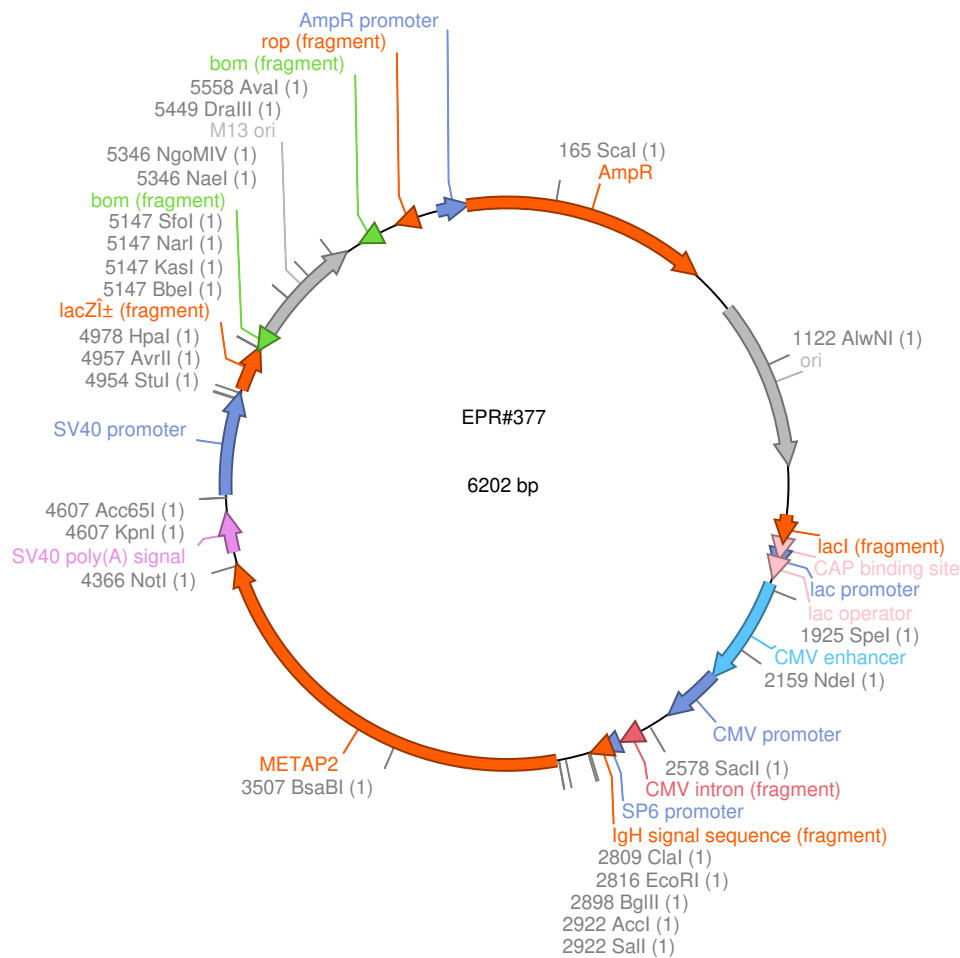 AmpR promoter
rop (fragment)
bom (fragment)
5558 AvaI (1)
5449 DraIII (1)
M13 ori
5346 NgoMIV (1)
5346 NaeI (1)
bom (fragment)
5147 SfoI (1)
5147 NarI (1)
5147 KasI (1)
5147 BbeI (1)
lacZÎ± (fragment)
4978 HpaI (1)
4957 AvrII (1)
4954 StuI (1)
SV40 promoter
4607 Acc65I (1)
4607 KpnI (1)
SV40 poly(A) signal
4366 NotI (1)
METAP2
3507 BsaBI (1)
EPR#377
6202 bp
165 ScaI (1)
AmpR
1122 AlwNI (1)
ori
lacI (fragment)
CAP binding site
lac promoter
lac operator
1925 SpeI (1)
CMV enhancer
2159 NdeI (1)
CMV promoter
2578 SacII (1)
CMV intron (fragment)
SP6 promoter
IgH signal sequence (fragment)
2809 ClaI (1)
2816 EcoRI (1)
2898 BglII (1)
2922 AccI (1)
2922 SalI (1)